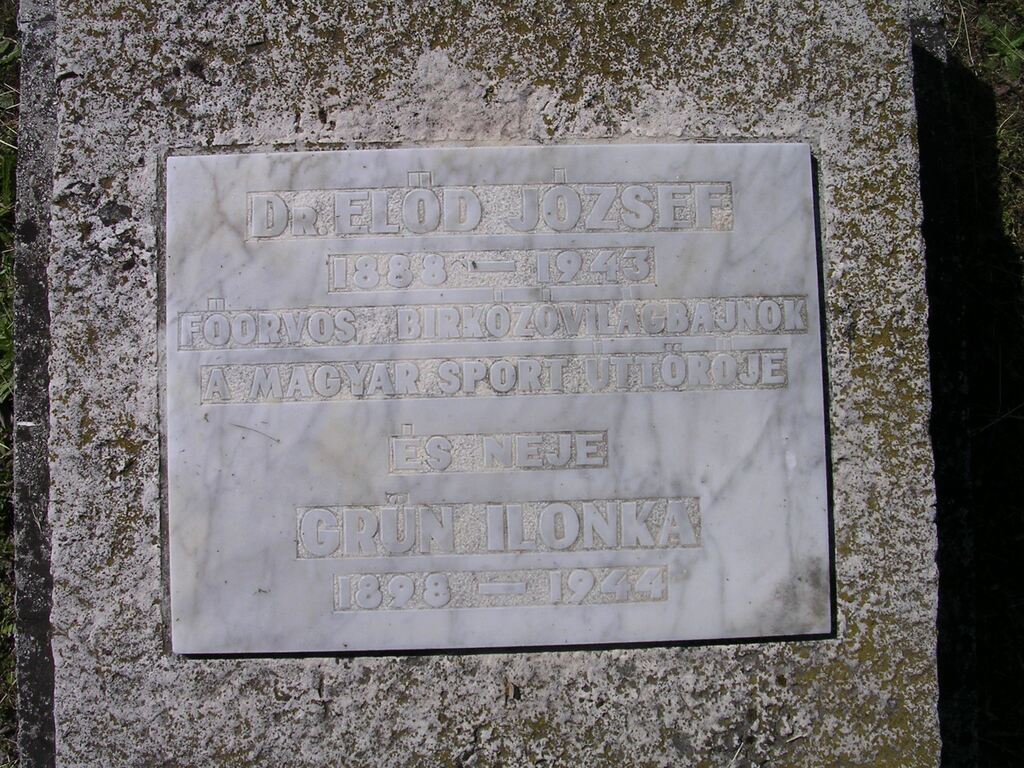 Dr. ELŐD JÓZSEF
1888 – 1943
FŐORVOS, BIRKÓZÓVILÁGBAJNOK
A MAGYAR SPORT ÚTTÖRŐJE
ÉS NEJE
GRÜN ILONKA
1898 – 1944